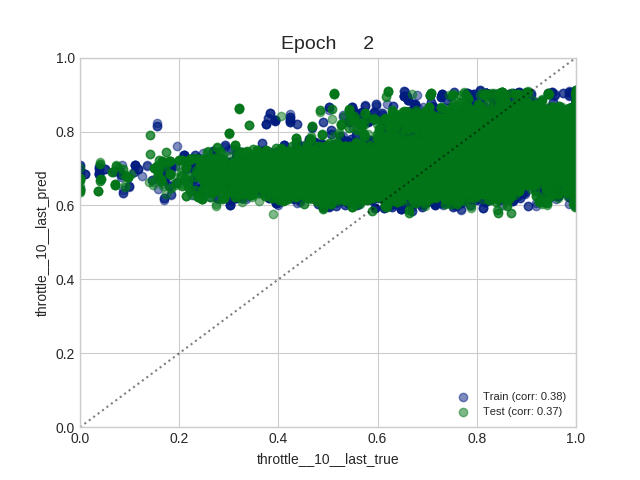 Epoch 2
1.0
0.8
0.6
0.4
0.2
0.0
throttle__10__last_pred
0.0 0.2 0.4 0.6 0.8 1.0
throttle__10__last_true
Train (corr: 0.38)
Test (corr: 0.37)